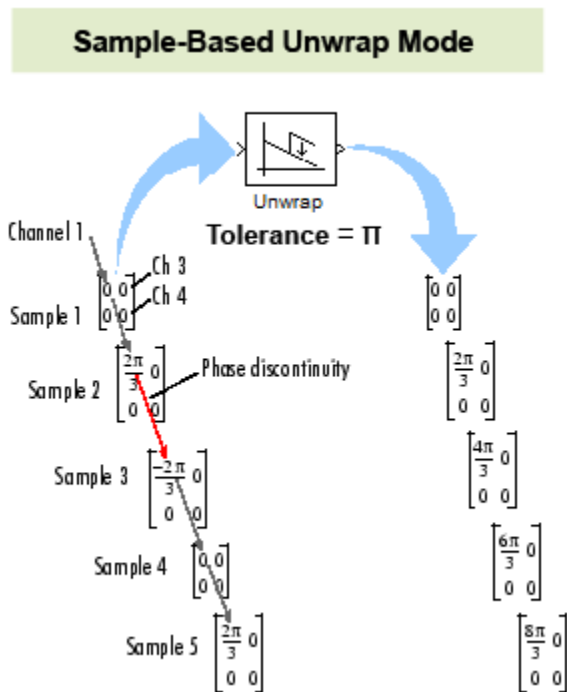 Sample-Based Unwrap Mode
Unwrap
Tolerance = π
Channel 1
Ch 3
Ch 4
Sample 1
[0 0
0 0]
[0 0
0 0]
Sample 2
[2π/3 0
0 0]
Phase discontinuity
[2π/3 0
0 0]
Sample 3
[-2π/3 0
0 0]
[4π/3 0
0 0]
Sample 4
[0 0
0 0]
[6π/3 0
0 0]
Sample 5
[2π/3 0
0 0]
[8π/3 0
0 0]